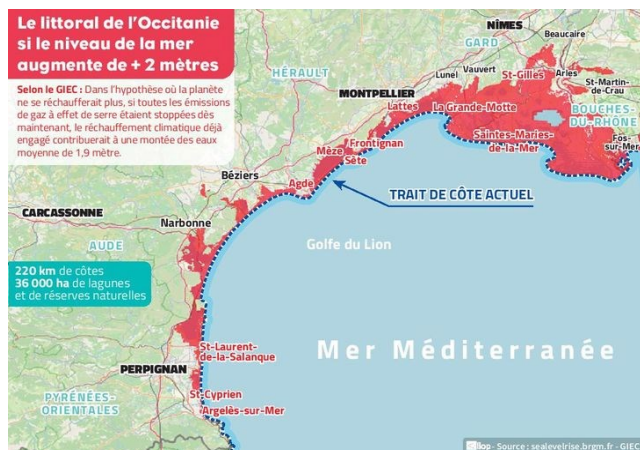 Le littoral de l'Occitanie
si le niveau de la mer
augmente de + 2 mètres
Selon le GIEC : Dans l'hypothèse où la planète
ne se réchaufferait plus, si toutes les émissions
de gaz à effet de serre étaient stoppées dès
maintenant, le réchauffement climatique déjà
engagé contribuerait à une montée des eaux
moyenne de 1,9 mètre.
NÎMES
Beaucaire
GARD
HÉRAULT
Vauvert
St-Gilles
Arles
Lunel
St-Martin-
de-Crau
MONTPELLIER
Lattes
La Grande-Motte
BOUCHES-
DU-RHÔNE
Saintes-Maries-
de-la-Mer
Fos-
sur-Mer
Frontignan
Mèze
Sète
Béziers
Agde
TRAIT DE CÔTE ACTUEL
CARCASSONNE
Narbonne
AUDE
Golfe du Lion
220 km de côtes
36 000 ha de lagunes
et de réserves naturelles
St-Laurent-
de-la-Salanque
Mer Méditerranée
PERPIGNAN
St-Cyprien
PYRÉNÉES-
ORIENTALES
Argelès-sur-Mer
Source : sealevelrise.brgm.fr - GIEC